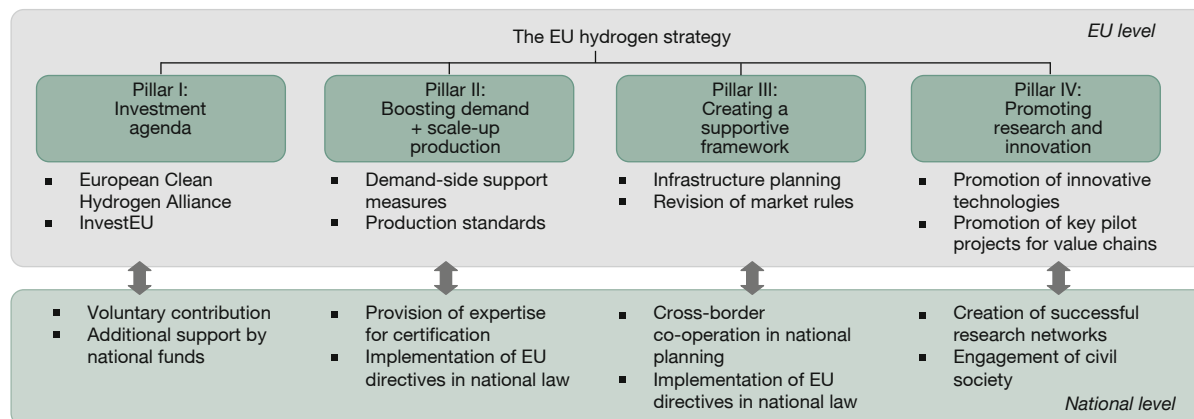 EU level
The EU hydrogen strategy
Pillar I:
Investment
agenda
Pillar II:
Boosting demand
+ scale-up
production
Pillar III:
Creating a
supportive
framework
Pillar IV:
Promoting
research and
innovation
▪ European Clean
Hydrogen Alliance
▪ InvestEU
▪ Demand-side support
measures
▪ Production standards
▪ Infrastructure planning
▪ Revision of market rules
▪ Promotion of innovative
technologies
▪ Promotion of key pilot
projects for value chains
▪ Voluntary contribution
▪ Additional support by
national funds
▪ Provision of expertise
for certification
▪ Implementation of EU
directives in national law
▪ Cross-border
co-operation in national
planning
▪ Implementation of EU
directives in national law
▪ Creation of successful
research networks
▪ Engagement of civil
society
National level